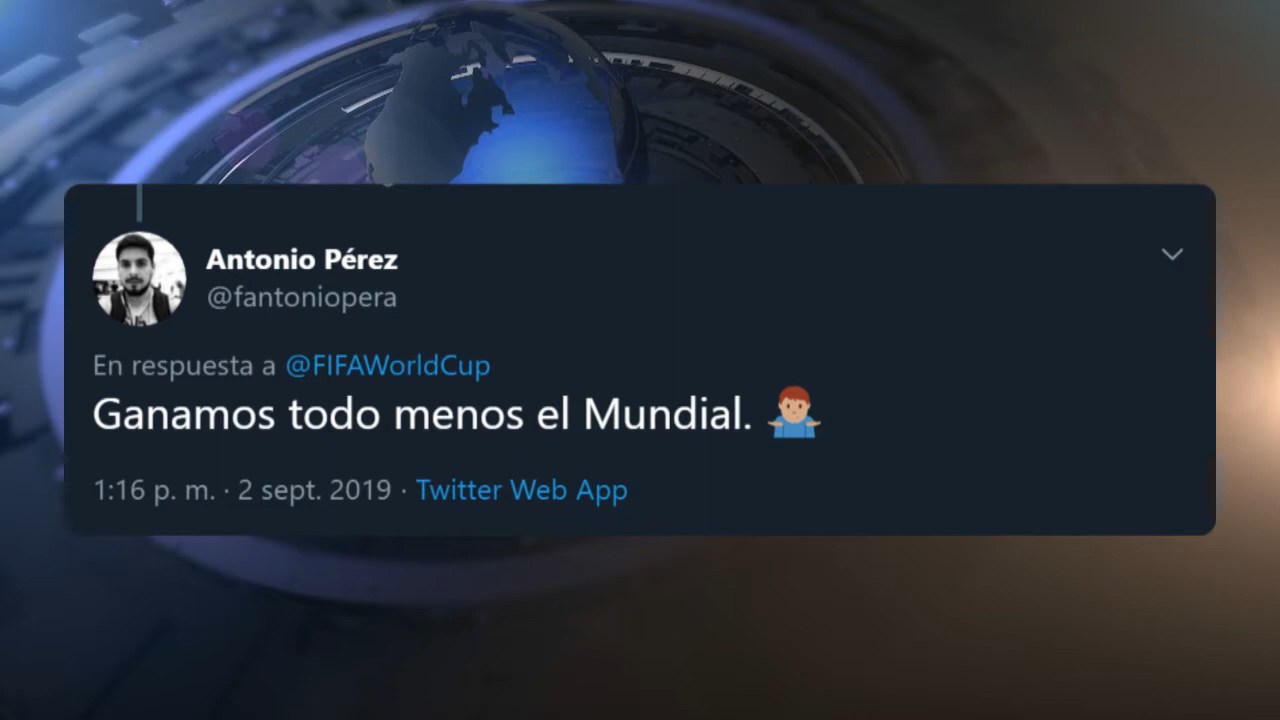 Antonio Pérez
@fantoniopera
En respuesta a @FIFAWorldCup
Ganamos todo menos el Mundial. 🤷🏽‍♂️
1:16 p. m. · 2 sept. 2019 · Twitter Web App